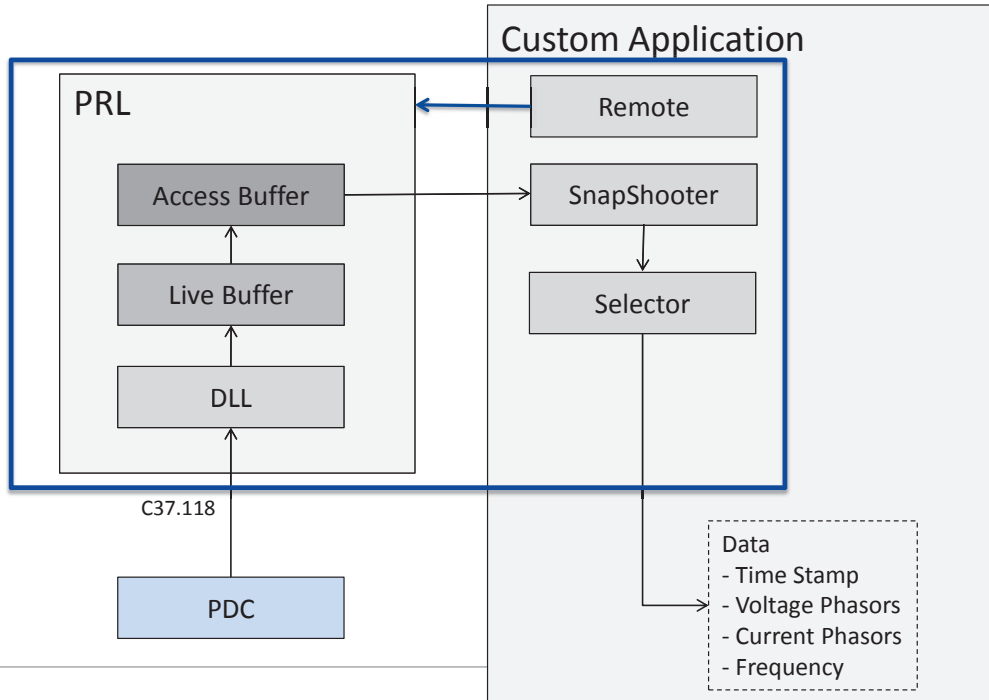 Custom Application
PRL
Remote
Access Buffer
SnapShooter
Live Buffer
Selector
DLL
C37.118
PDC
Data
- Time Stamp
- Voltage Phasors
- Current Phasors
- Frequency